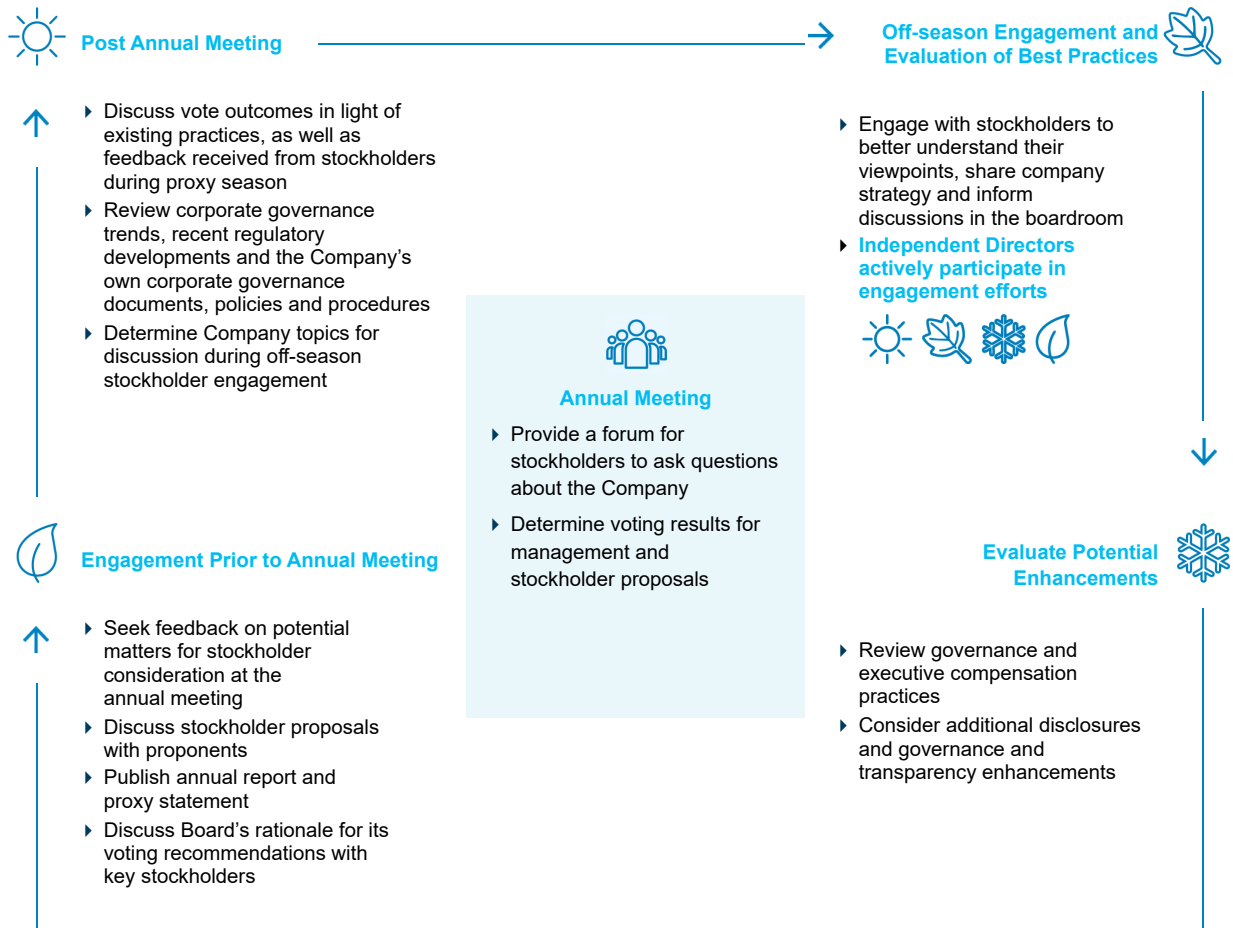 Post Annual Meeting
Discuss vote outcomes in light of
existing practices, as well as
feedback received from stockholders
during proxy season
Review corporate governance
trends, recent regulatory
developments and the Company’s
own corporate governance
documents, policies and procedures
Determine Company topics for
discussion during off-season
stockholder engagement
Off-season Engagement and
Evaluation of Best Practices
Engage with stockholders to
better understand their
viewpoints, share company
strategy and inform
discussions in the boardroom
Independent Directors
actively participate in
engagement efforts
Annual Meeting
Provide a forum for
stockholders to ask questions
about the Company
Determine voting results for
management and
stockholder proposals
Engagement Prior to Annual Meeting
Seek feedback on potential
matters for stockholder
consideration at the
annual meeting
Discuss stockholder proposals
with proponents
Publish annual report and
proxy statement
Discuss Board’s rationale for its
voting recommendations with
key stockholders
Evaluate Potential
Enhancements
Review governance and
executive compensation
practices
Consider additional disclosures
and governance and
transparency enhancements